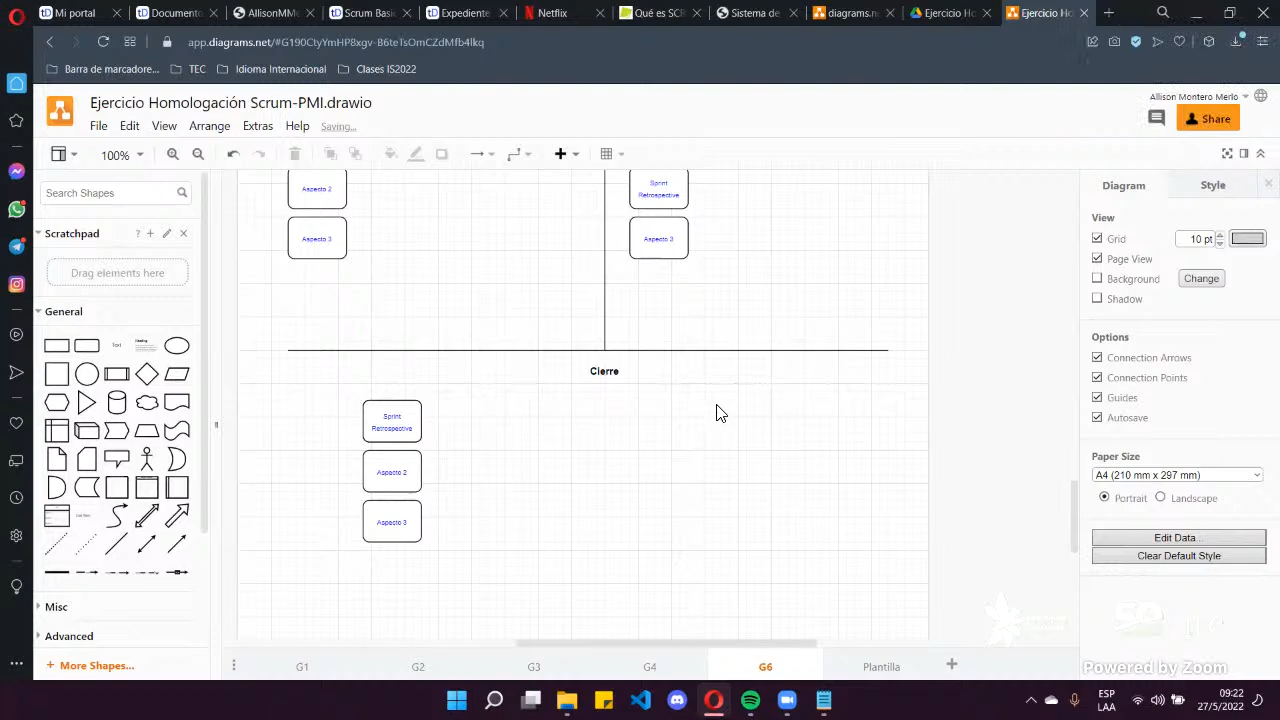 Mi portal
Documento
AllisonMMe
Scrum Basic
Expediente
Netflix
Qué es SCR
Sistema de
diagrams.ne
Ejercicio Ho
Ejercicio Ho
app.diagrams.net/#G190CtyYmHP8xgv-B6teTsOmCZdMfb4lkq
Barra de marcadore...
TEC
Idioma Internacional
Clases IS2022
Ejercicio Homologación Scrum-PMI.drawio
Allison Montero Merlo
File Edit View Arrange Extras Help Saving...
Share
100%
Search Shapes
Scratchpad
?
Drag elements here
General
Text
Heading
Misc
Advanced
+ More Shapes...
Aspecto 2
Aspecto 3
Sprint
Retrospective
Aspecto 3
Cierre
Sprint
Retrospective
Aspecto 2
Aspecto 3
Diagram
Style
View
Grid
10 pt
Page View
Background
Change
Shadow
Options
Connection Arrows
Connection Points
Guides
Autosave
Paper Size
A4 (210 mm x 297 mm)
Portrait
Landscape
Edit Data...
Clear Default Style
G1
G2
G3
G4
G6
Plantilla
Powered by Zoom
ESP
LAA
09:22
27/5/2022